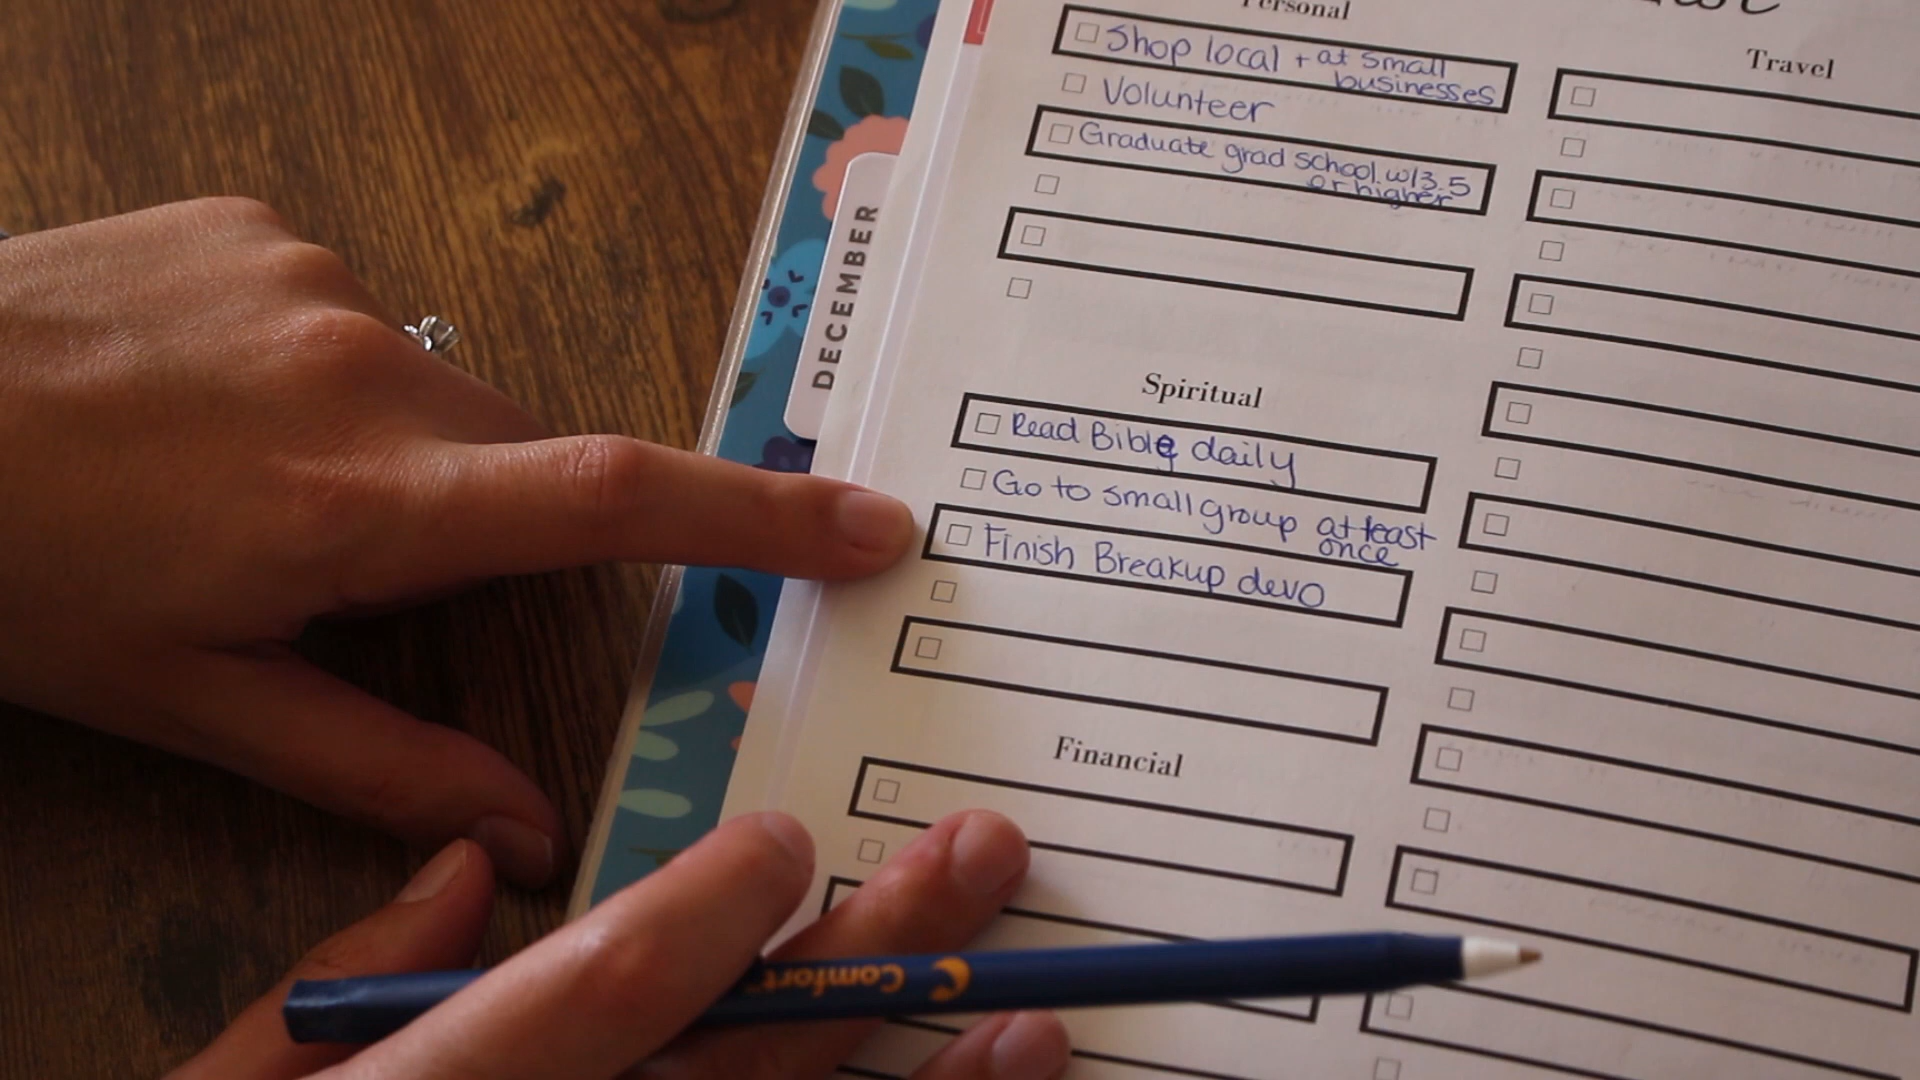 Personal
Shop local + at small
businesses
Volunteer
Graduate grad school w/3.5
or higher
Spiritual
Read Bible daily
Go to small group at least
once
Finish Breakup devo
Financial
Travel
DECEMBER
Comfort